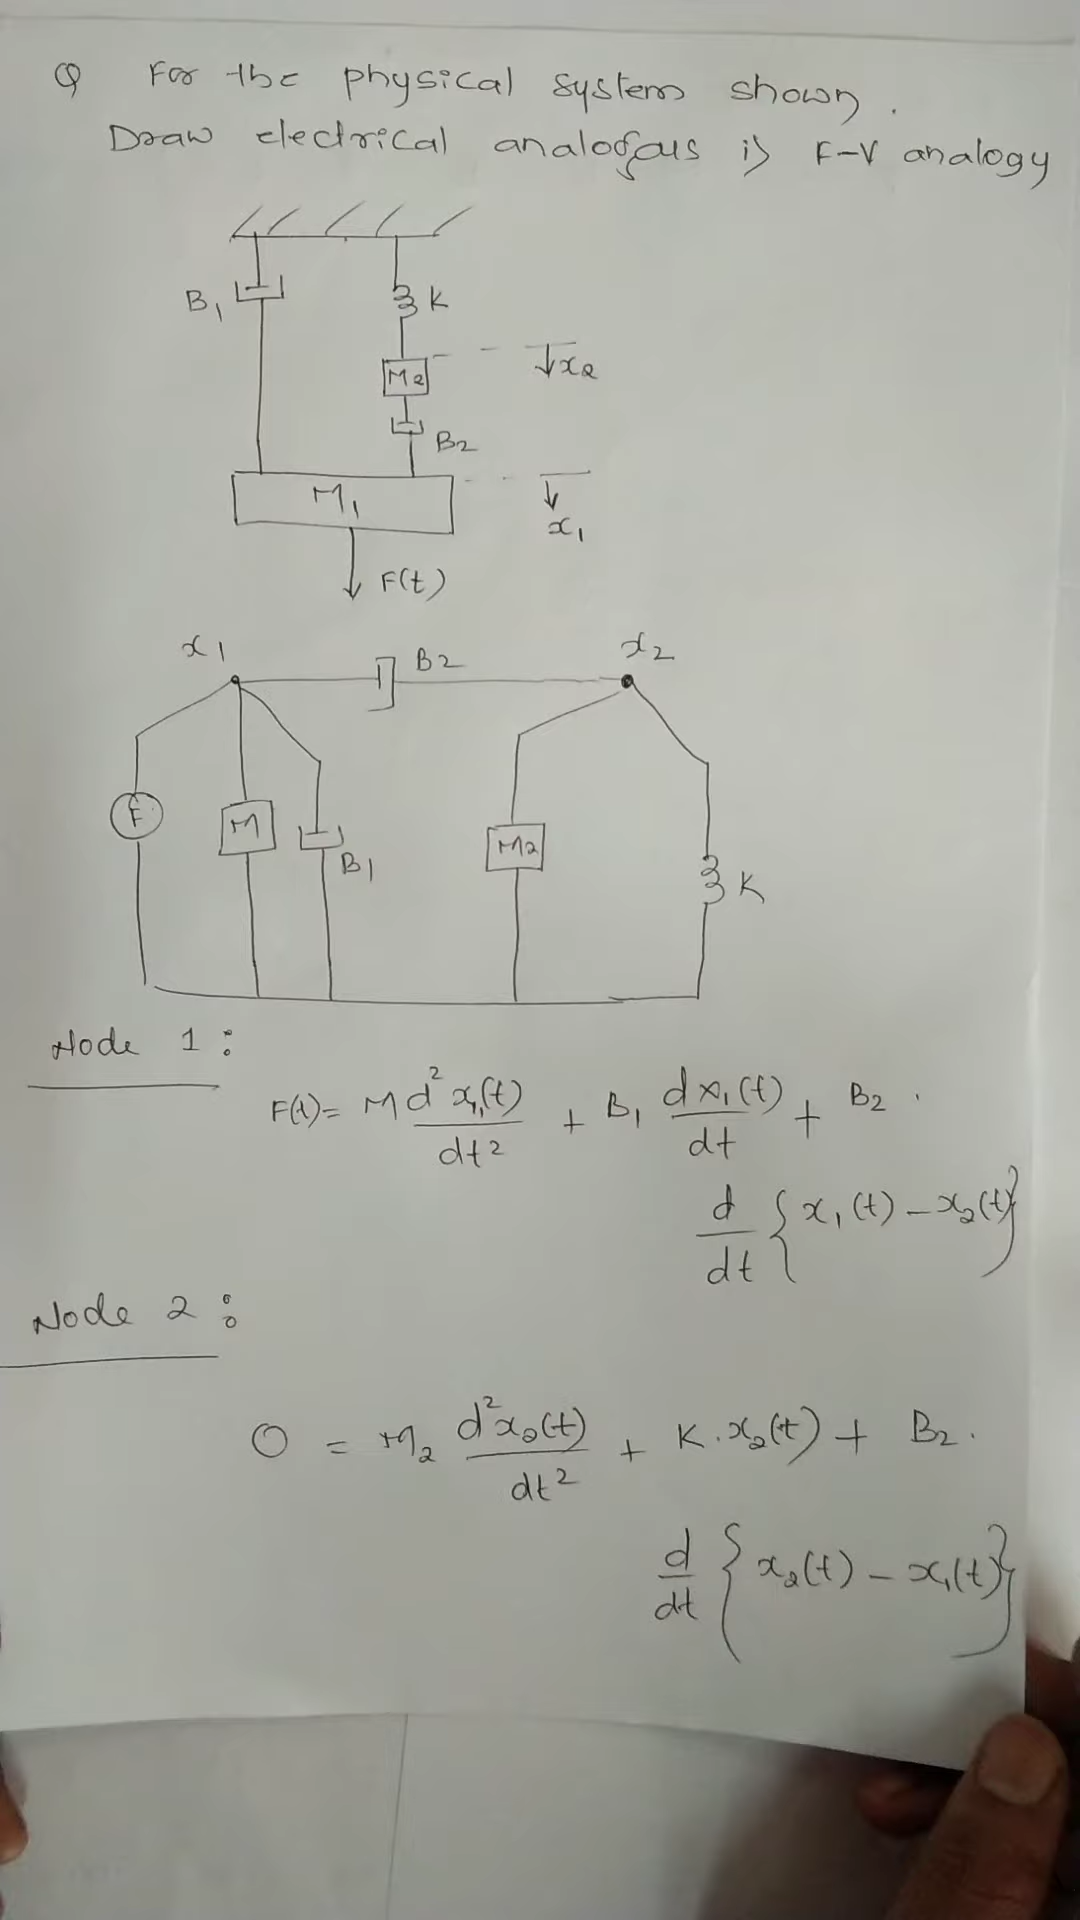 Q For the physical system shown.
Draw electrical analogous i) F-V analogy
B1
K
M2
↓x2
B2
M1
↓
x1
F(t)
x1
B2
x2
F
M
B1
M2
K
Node 1:
F(t) = M d²x1(t)/dt² + B1 dx1(t)/dt + B2.
d/dt {x1(t) - x2(t)}
Node 2:
0 = M2 d²x2(t)/dt² + K.x2(t) + B2.
d/dt {x2(t) - x1(t)}